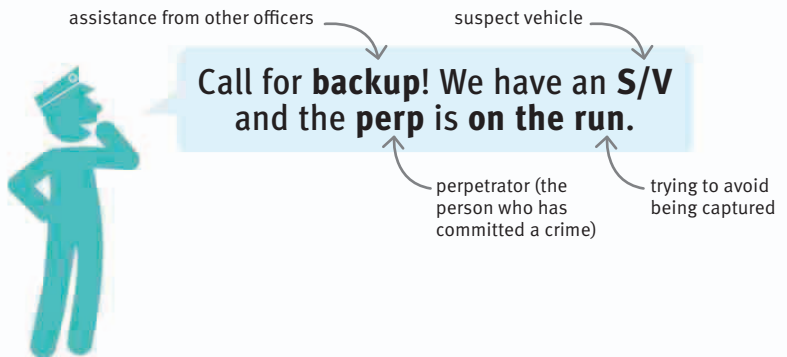 assistance from other officers
suspect vehicle
Call for backup! We have an S/V
and the perp is on the run.
perpetrator (the
person who has
committed a crime)
trying to avoid
being captured